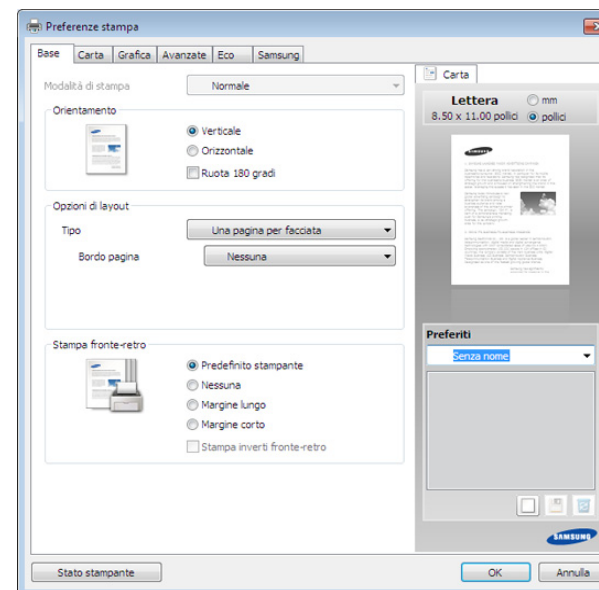 Preferenze stampa
Base Carta Grafica Avanzate Eco Samsung
Modalità di stampa Normale
Orientamento
Verticale
Orizzontale
Ruota 180 gradi
Opzioni di layout
Tipo Una pagina per facciata
Bordo pagina Nessuna
Stampa fronte-retro
Predefinito stampante
Nessuna
Margine lungo
Margine corto
Stampa inverti fronte-retro
Carta
Lettera mm
8.50 x 11.00 pollici pollici
Preferiti
Senza nome
SAMSUNG
Stato stampante OK Annulla